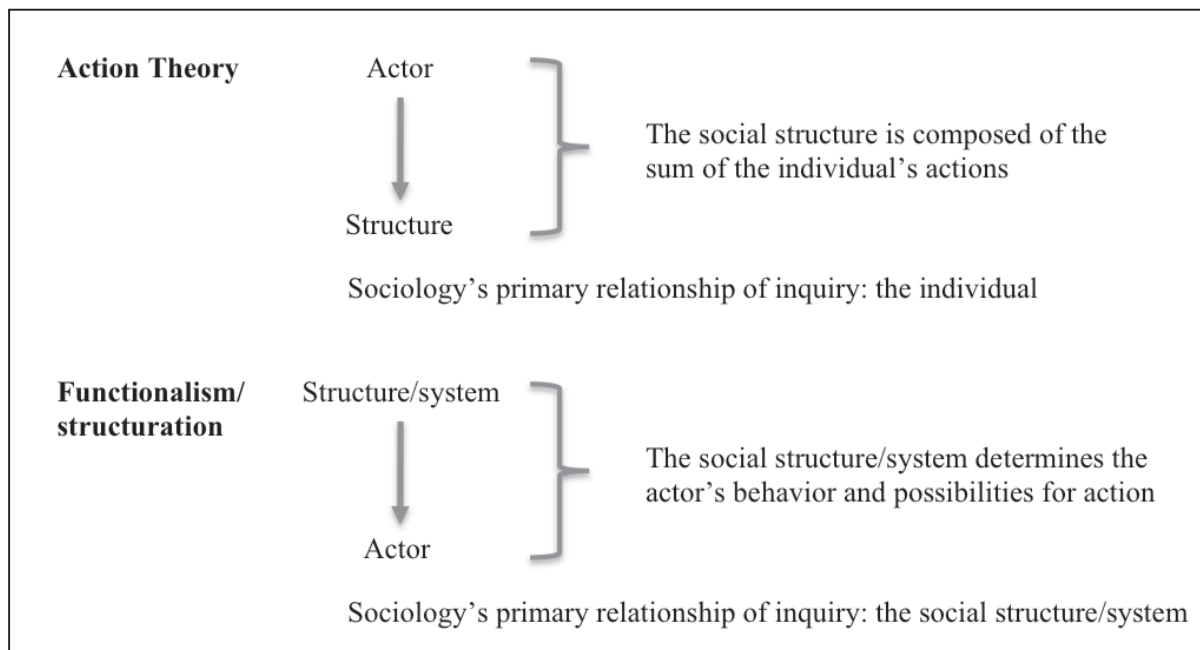 Action Theory
Actor
The social structure is composed of the
sum of the individual’s actions
Structure
Sociology’s primary relationship of inquiry: the individual
Functionalism/
structuration
Structure/system
The social structure/system determines the
actor’s behavior and possibilities for action
Actor
Sociology’s primary relationship of inquiry: the social structure/system